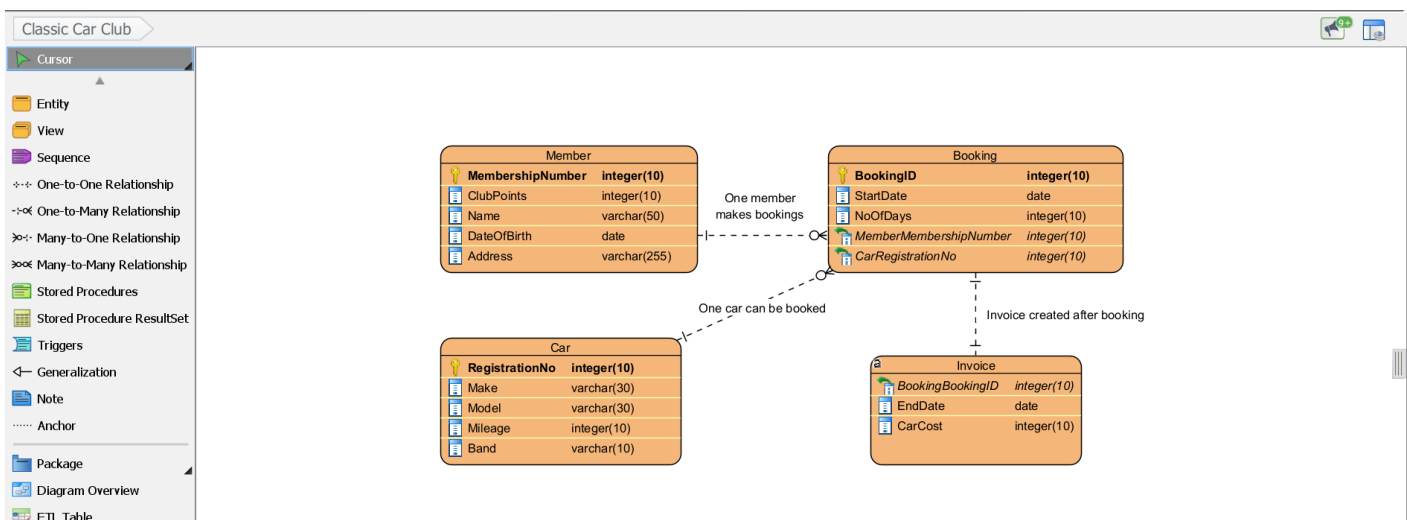 Classic Car Club
9+
Cursor
Entity
View
Sequence
One-to-One Relationship
One-to-Many Relationship
Many-to-One Relationship
Many-to-Many Relationship
Stored Procedures
Stored Procedure ResultSet
Triggers
Generalization
Note
Anchor
Package
Diagram Overview
ETL Table
Member
MembershipNumber integer(10)
ClubPoints integer(10)
Name varchar(50)
DateOfBirth date
Address varchar(255)
One member
makes bookings
Booking
BookingID integer(10)
StartDate date
NoOfDays integer(10)
MemberMembershipNumber integer(10)
CarRegistrationNo integer(10)
One car can be booked
Invoice created after booking
Car
RegistrationNo integer(10)
Make varchar(30)
Model varchar(30)
Mileage integer(10)
Band varchar(10)
a
Invoice
BookingBookingID integer(10)
EndDate date
CarCost integer(10)